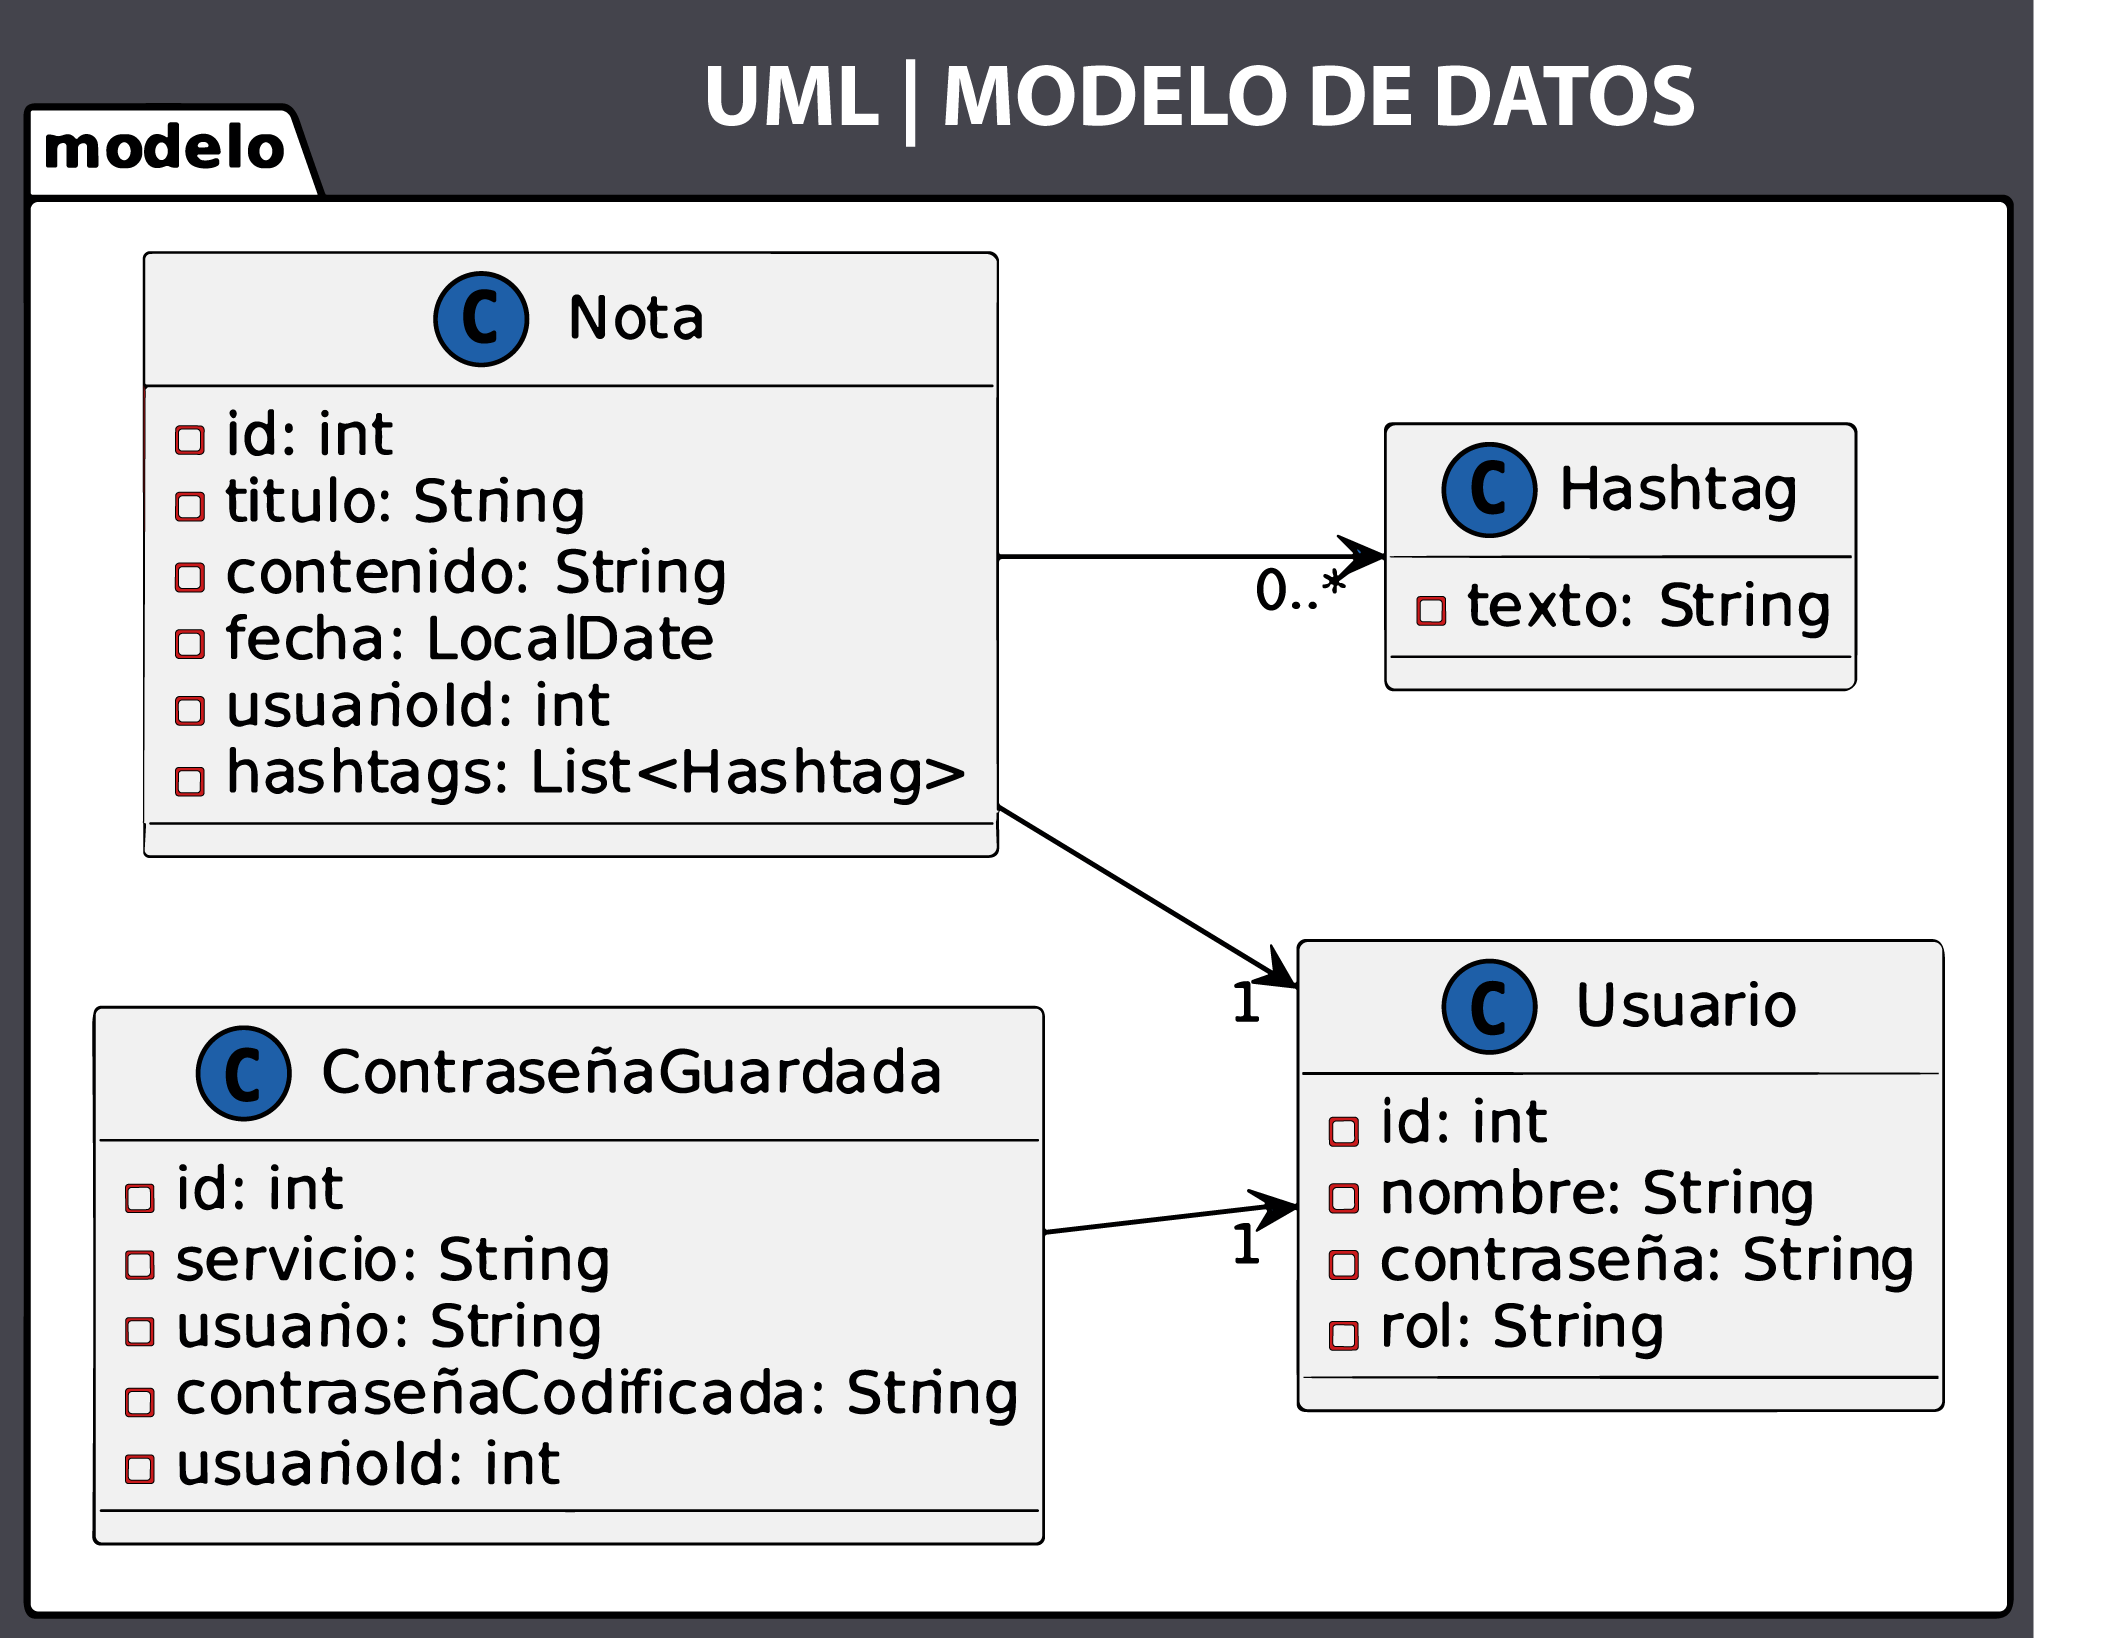 UML | MODELO DE DATOS
modelo
C Nota
id: int
titulo: String
contenido: String
fecha: LocalDate
usuarioId: int
hashtags: List<Hashtag>
0..*
C Hashtag
texto: String
1
C Usuario
id: int
nombre: String
contraseña: String
rol: String
C ContraseñaGuardada
id: int
servicio: String
usuario: String
contraseñaCodificada: String
usuarioId: int
1